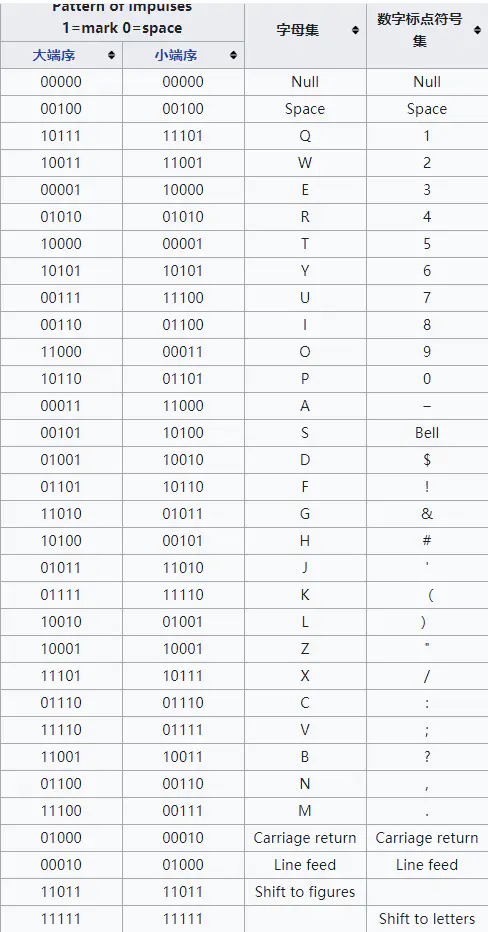 Pattern of impulses
1=mark 0=space
字母集
数字标点符号
集
大端序 小端序
00000 00000 Null Null
00100 00100 Space Space
10111 11101 Q 1
10011 11001 W 2
00001 10000 E 3
01010 01010 R 4
10000 00001 T 5
10101 10101 Y 6
00111 11100 U 7
00110 01100 I 8
11000 00011 O 9
10110 01101 P 0
00011 11000 A –
00101 10100 S Bell
01001 10010 D $
01101 10110 F !
11010 01011 G &
10100 00101 H #
01011 11010 J '
01111 11110 K (
10010 01001 L )
10001 10001 Z "
11101 10111 X /
01110 01110 C :
11110 01111 V ;
11001 10011 B ?
01100 00110 N ,
11100 00111 M .
01000 00010 Carriage return Carriage return
00010 01000 Line feed Line feed
11011 11011 Shift to figures
11111 11111 Shift to letters